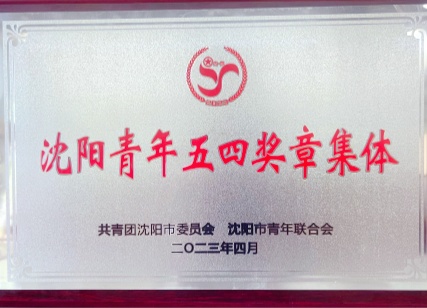 沈阳青年五四奖章集体
共青团沈阳市委员会 沈阳市青年联合会
二〇二三年四月